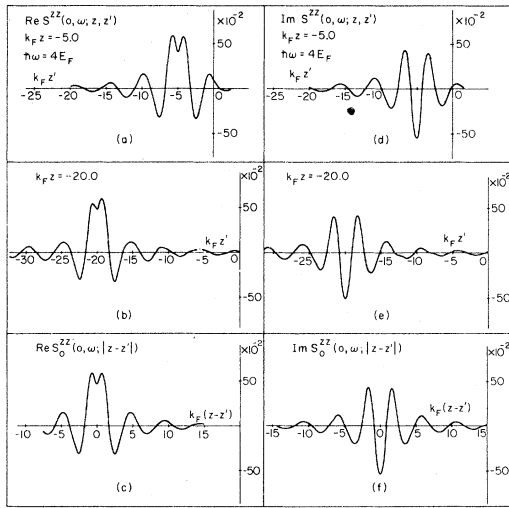 Re S^zz(o, ω; z, z')
k_F z = -5.0
ħω = 4E_F
k_F z'
×10^-2
50
-50
-25 -20 -15 -10 -5 0
(a)
Im S^zz(o, ω; z, z')
k_F z = -5.0
ħω = 4E_F
k_F z'
×10^-2
50
-50
-25 -20 -15 -10 -5 0
(d)
k_F z = -20.0
×10^-2
50
k_F z'
-50
-30 -25 -20 -15 -10 -5 0
(b)
k_F z = -20.0
×10^-2
50
k_F z'
-50
-25 -20 -15 -10 -5 0
(e)
Re S_0^zz(o, ω; |z-z'|)
×10^-2
50
k_F(z-z')
-50
-5 0 5 10 15
(c)
Im S_0^zz(o, ω; |z-z'|)
×10^-2
50
k_F(z-z')
-50
-15 -10 -5 0 5 10 15
(f)